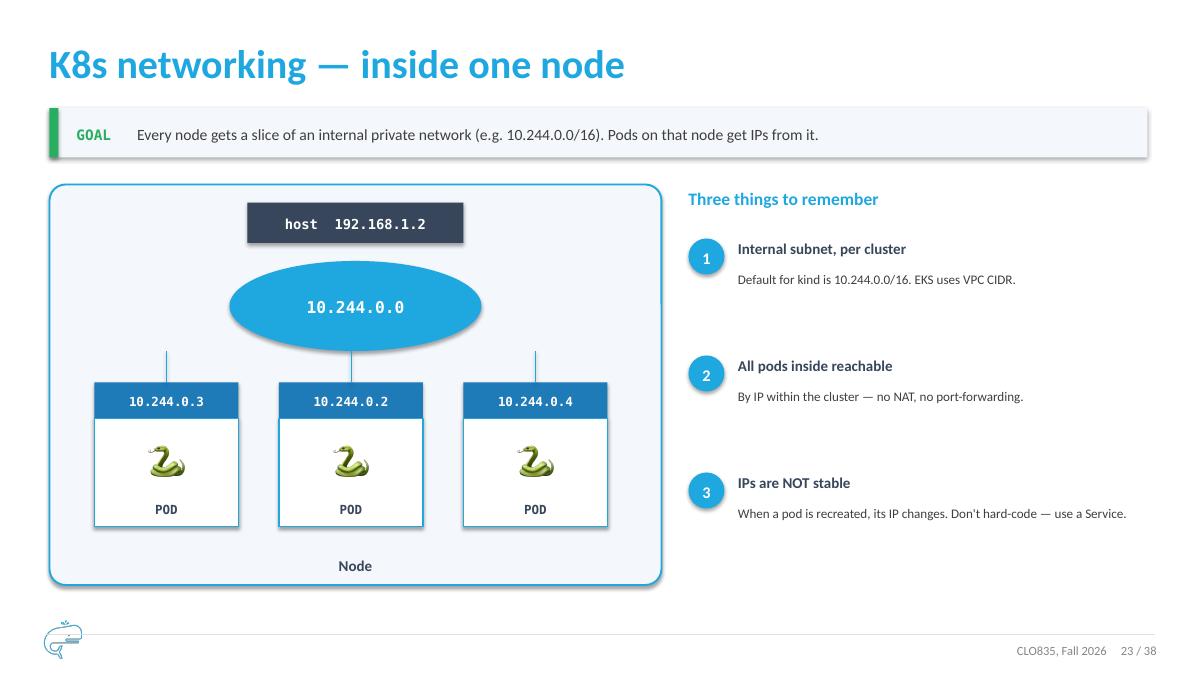 K8s networking — inside one node
GOAL Every node gets a slice of an internal private network (e.g. 10.244.0.0/16). Pods on that node get IPs from it.
host 192.168.1.2
10.244.0.0
10.244.0.3
10.244.0.2
10.244.0.4
POD
POD
POD
Node
Three things to remember
1
Internal subnet, per cluster
Default for kind is 10.244.0.0/16. EKS uses VPC CIDR.
2
All pods inside reachable
By IP within the cluster — no NAT, no port-forwarding.
3
IPs are NOT stable
When a pod is recreated, its IP changes. Don't hard-code — use a Service.
CLO835, Fall 2026 23 / 38